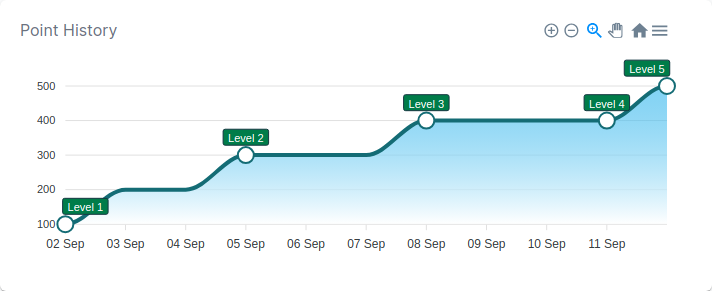 Point History
Level 5
500
Level 3
Level 4
400
Level 2
300
200
Level 1
100
02 Sep 03 Sep 04 Sep 05 Sep 06 Sep 07 Sep 08 Sep 09 Sep 10 Sep 11 Sep